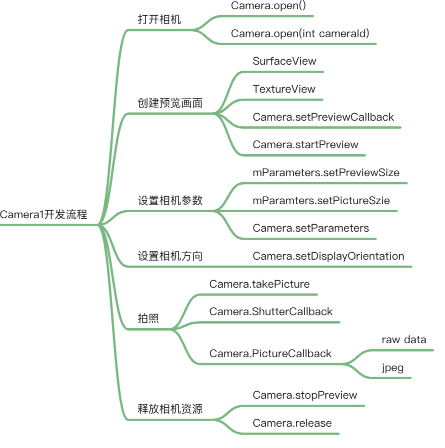 Camera1开发流程
打开相机
Camera.open()
Camera.open(int cameraId)
创建预览画面
SurfaceView
TextureView
Camera.setPreviewCallback
Camera.startPreview
设置相机参数
mParameters.setPreviewSize
mParamters.setPictureSzie
Camera.setParameters
设置相机方向
Camera.setDisplayOrientation
拍照
Camera.takePicture
Camera.ShutterCallback
Camera.PictureCallback
raw data
jpeg
释放相机资源
Camera.stopPreview
Camera.release